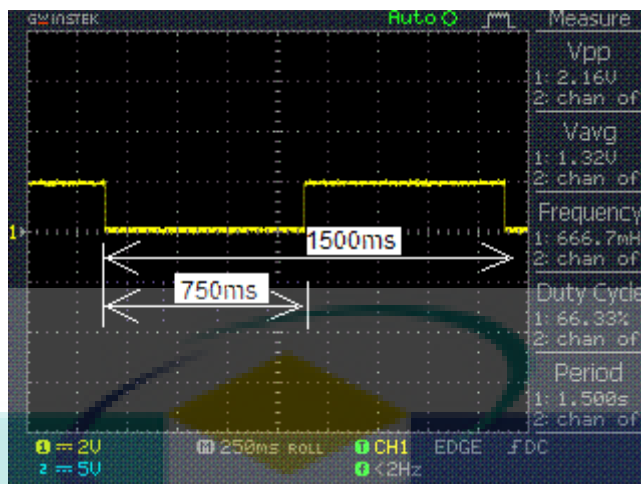 GWINSTEK Auto Measure
Vpp
1: 2.16V
2: chan of
Vavg
1: 1.32V
2: chan of
Frequency
1: 666.7mH
2: chan of
Duty Cycle
1: 66.33%
2: chan of
Period
1: 1.500s
2: chan of
1
1500ms
750ms
1 2V M 250ms ROLL T CH1 EDGE DC
2 5V f <2Hz